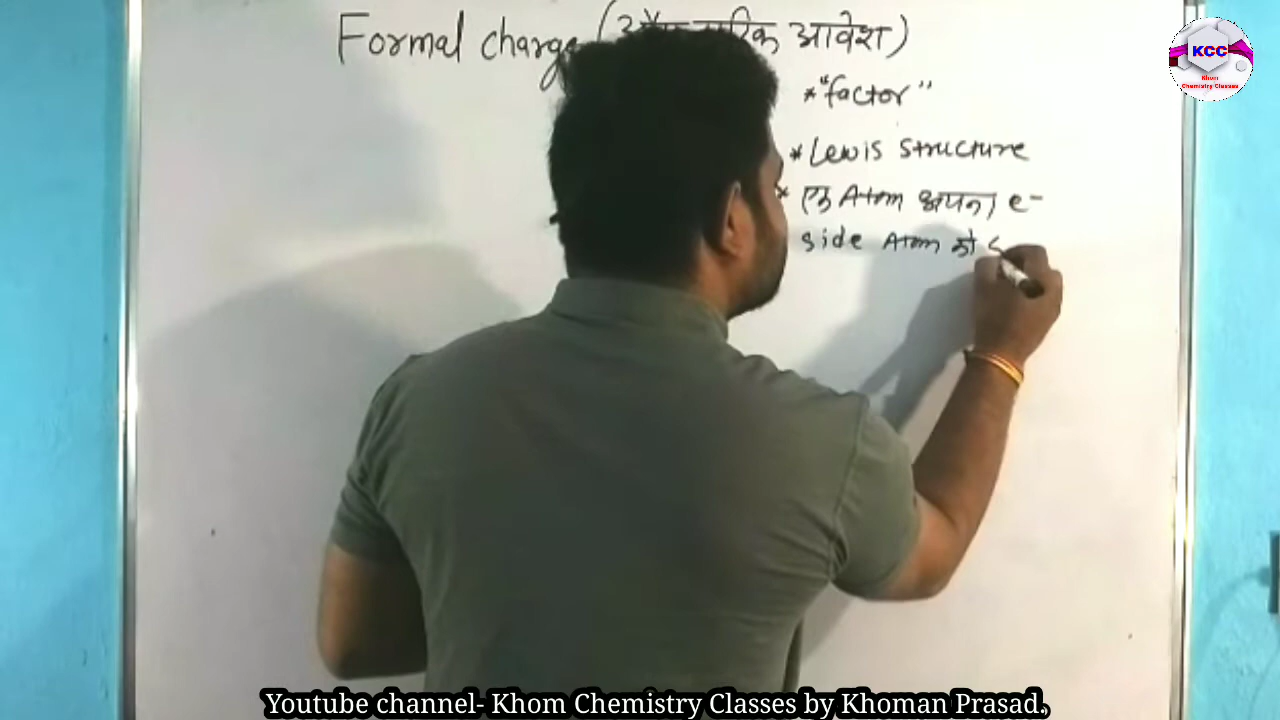 Formal charge (औपचारिक आवेश)
* "factor"
* Lewis structure
* एक Atom अपना e-
side Atom को
KCC
Khom
Chemistry Classes
Youtube channel- Khom Chemistry Classes by Khoman Prasad.